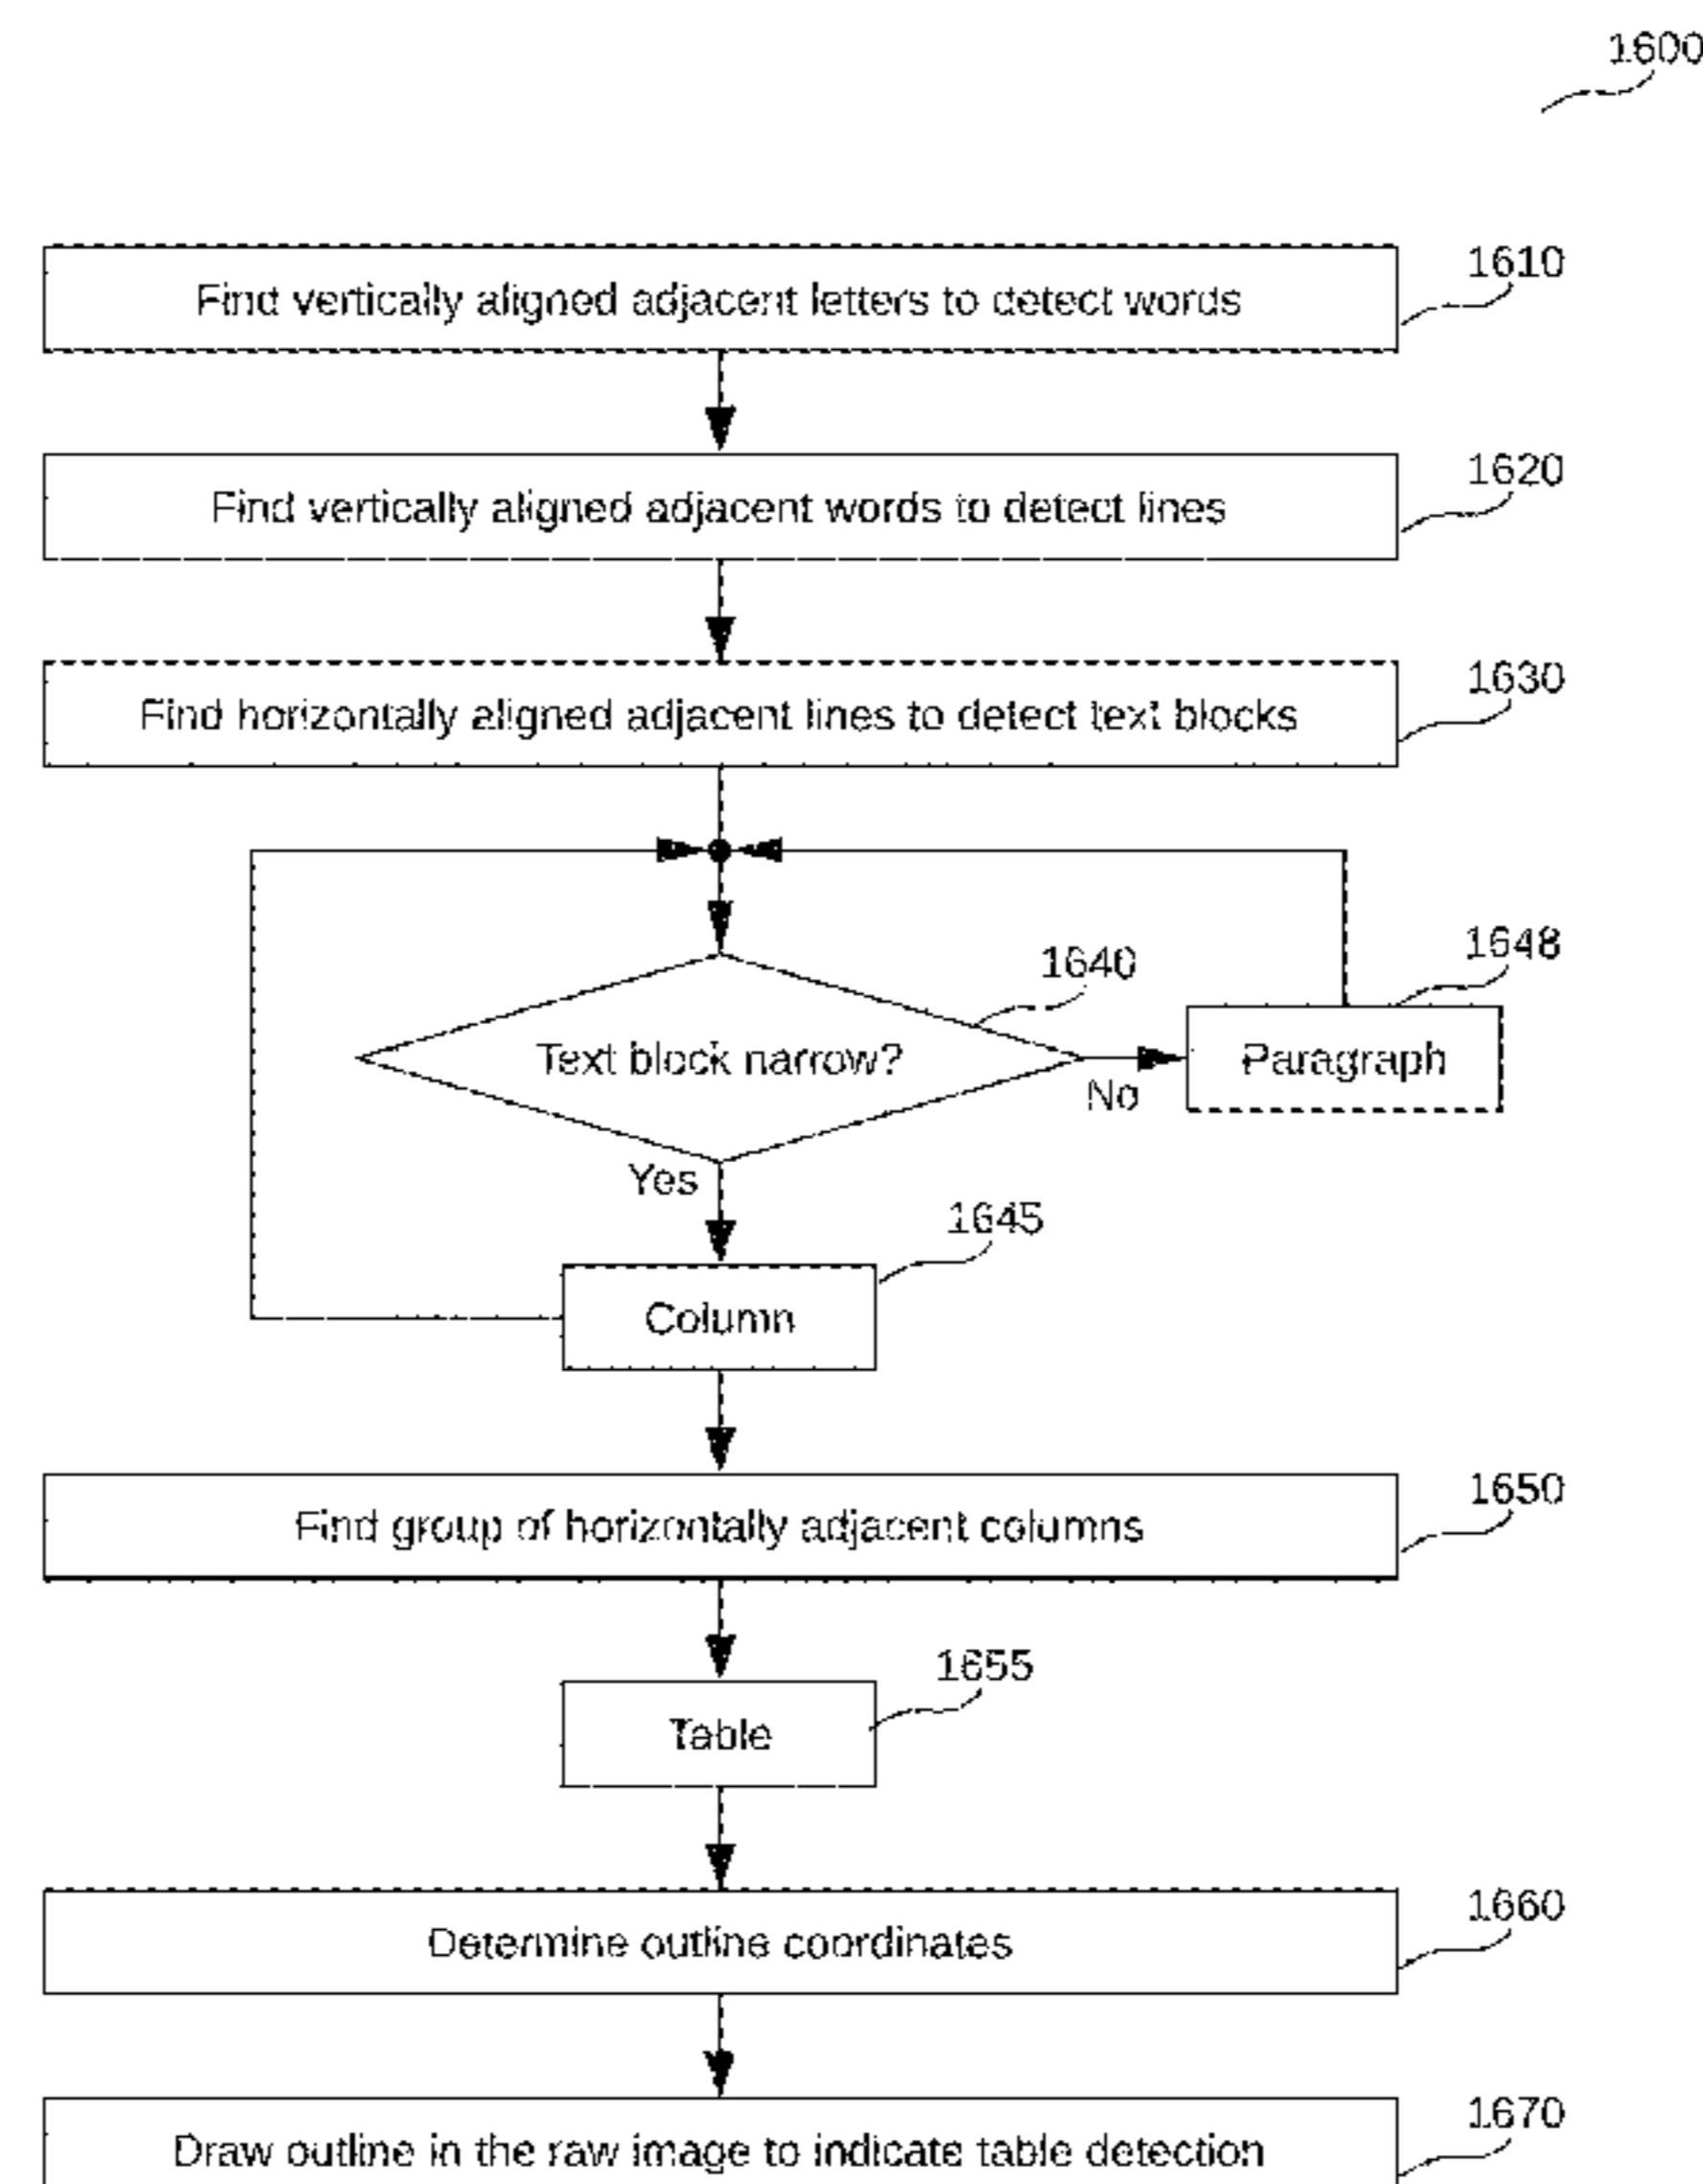 1600
Find vertically aligned adjacent letters to detect words
1610
Find vertically aligned adjacent words to detect lines
1620
Find horizontally aligned adjacent lines to detect text blocks
1630
Text block narrow?
1640
No
Paragraph
1648
Yes
Column
1645
Find group of horizontally adjacent columns
1650
Table
1655
Determine outline coordinates
1660
Draw outline in the raw image to indicate table detection
1670